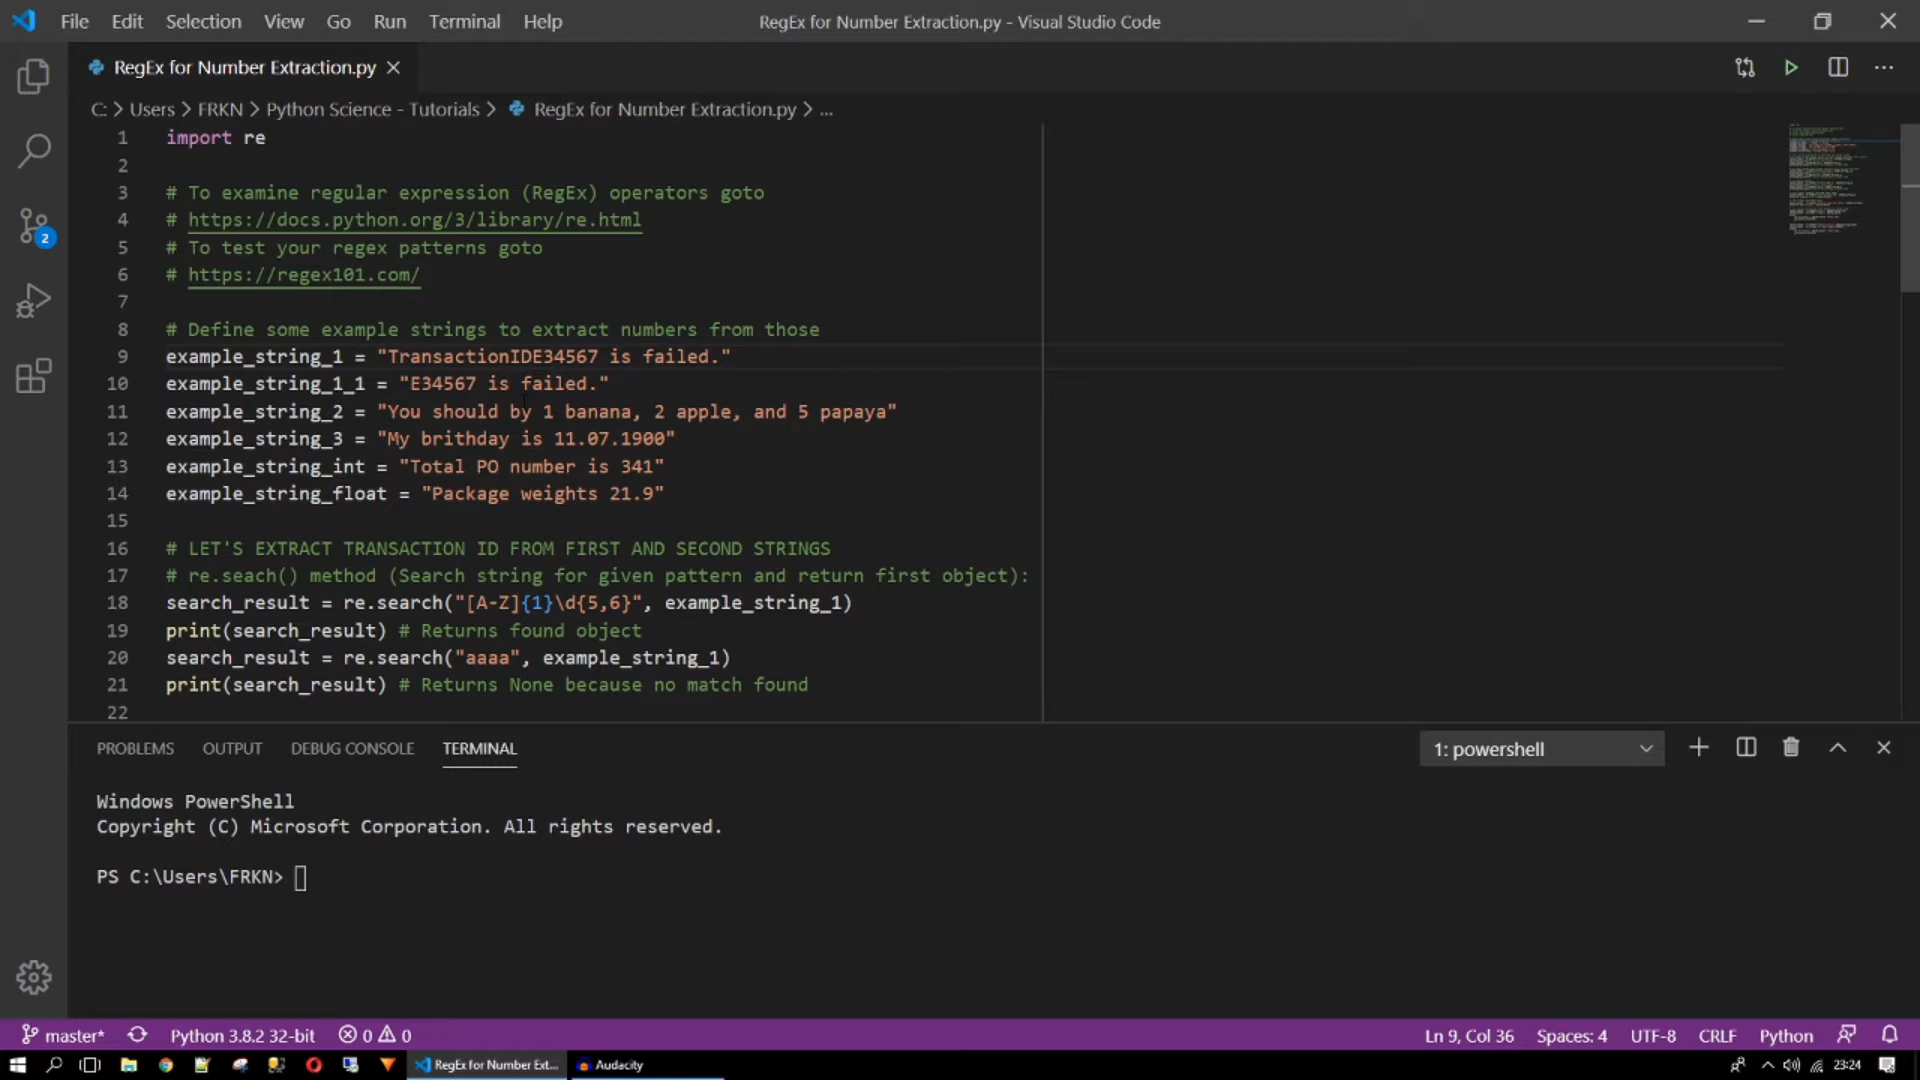 File Edit Selection View Go Run Terminal Help
RegEx for Number Extraction.py - Visual Studio Code
RegEx for Number Extraction.py
C: > Users > FRKN > Python Science - Tutorials > RegEx for Number Extraction.py > ...
1 import re
2
3 # To examine regular expression (RegEx) operators goto
4 # https://docs.python.org/3/library/re.html
5 # To test your regex patterns goto
6 # https://regex101.com/
7
8 # Define some example strings to extract numbers from those
9 example_string_1 = "TransactionIDE34567 is failed."
10 example_string_1_1 = "E34567 is failed."
11 example_string_2 = "You should by 1 banana, 2 apple, and 5 papaya"
12 example_string_3 = "My brithday is 11.07.1900"
13 example_string_int = "Total PO number is 341"
14 example_string_float = "Package weights 21.9"
15
16 # LET'S EXTRACT TRANSACTION ID FROM FIRST AND SECOND STRINGS
17 # re.seach() method (Search string for given pattern and return first object):
18 search_result = re.search("[A-Z]{1}\d{5,6}", example_string_1)
19 print(search_result) # Returns found object
20 search_result = re.search("aaaa", example_string_1)
21 print(search_result) # Returns None because no match found
22
2
PROBLEMS OUTPUT DEBUG CONSOLE TERMINAL 1: powershell
Windows PowerShell
Copyright (C) Microsoft Corporation. All rights reserved.
PS C:\Users\FRKN>
master* Python 3.8.2 32-bit 0 0 Ln 9, Col 36 Spaces: 4 UTF-8 CRLF Python
RegEx for Number Ext... Audacity 23:24